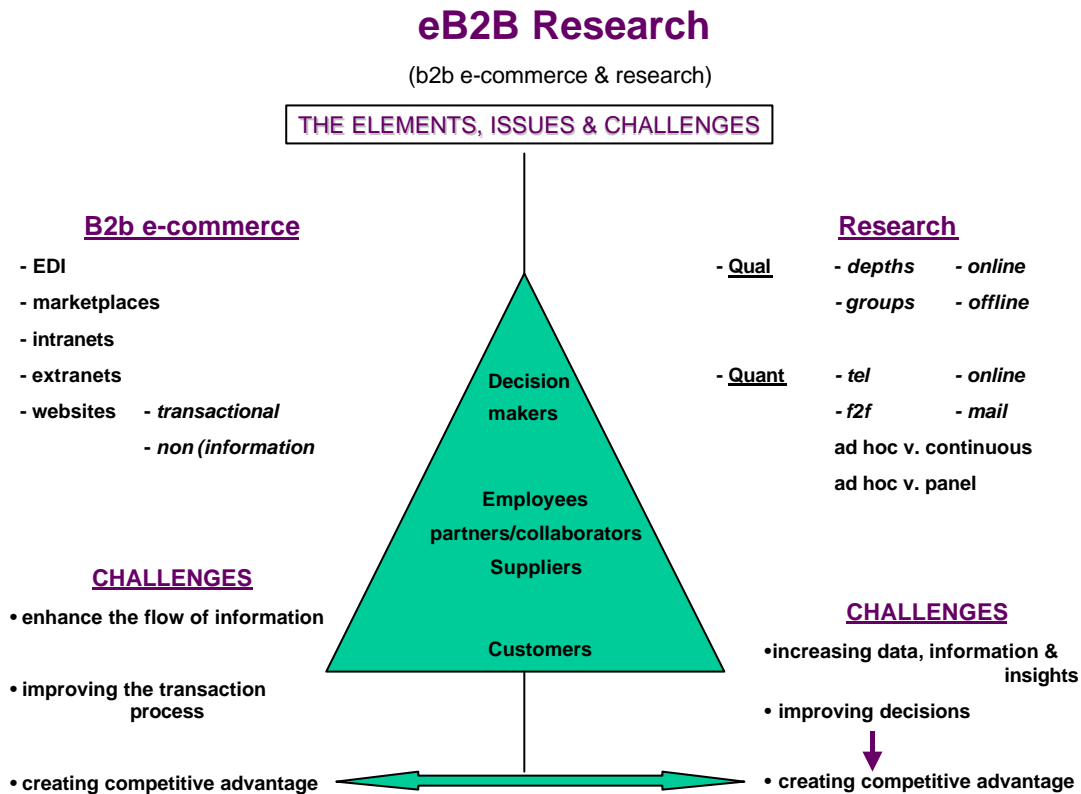 eB2B Research
(b2b e-commerce & research)
THE ELEMENTS, ISSUES & CHALLENGES
B2b e-commerce
- EDI
- marketplaces
- intranets
- extranets
- websites - transactional
- non (information
Research
- Qual - depths - online
- groups - offline
- Quant - tel - online
- f2f - mail
ad hoc v. continuous
ad hoc v. panel
Decision
makers
Employees
partners/collaborators
Suppliers
Customers
CHALLENGES
• enhance the flow of information
• improving the transaction
process
• creating competitive advantage
CHALLENGES
•increasing data, information &
insights
• improving decisions
• creating competitive advantage